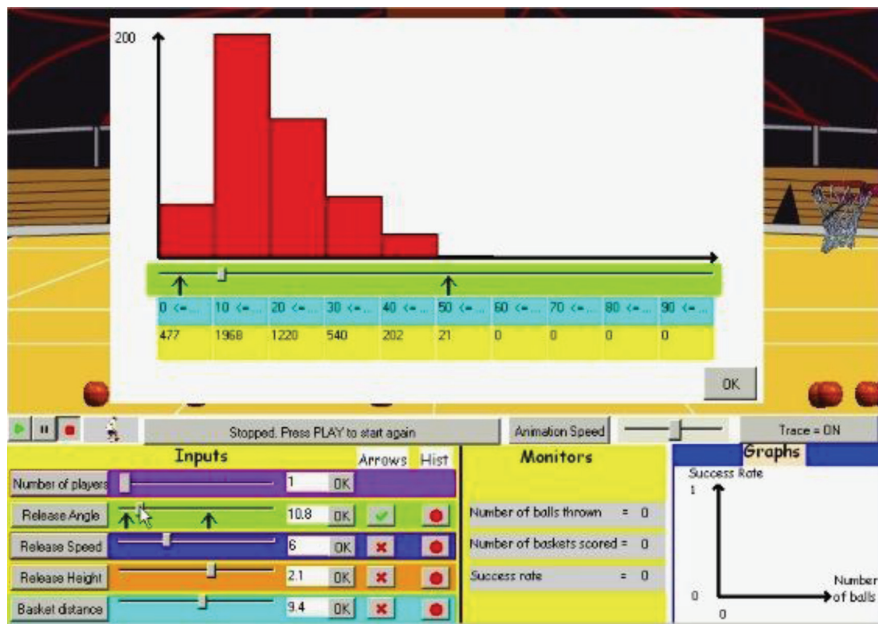 200
0 <=... 10 <=... 20 <=... 30 <=... 40 <=... 50 <=... 60 <=... 70 <=... 80 <=... 90 <=...
477 1968 1220 540 202 21 0 0 0 0
OK
Stopped. Press PLAY to start again Animation Speed Trace = ON
Inputs Arrows Hist
Number of players 1 OK
Release Angle 10.8 OK
Release Speed 6 OK
Release Height 2.1 OK
Basket distance 9.4 OK
Monitors
Number of balls thrown = 0
Number of baskets scored = 0
Success rate = 0
Graphs
Success Rate
1
0
0
Number
of balls